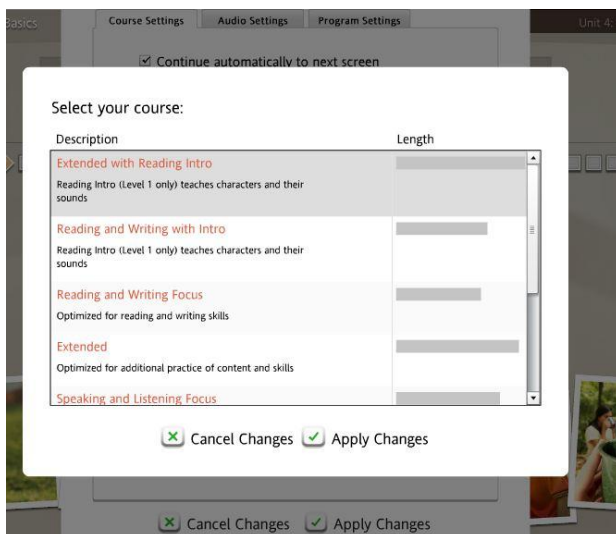 Basics
Course Settings
Audio Settings
Program Settings
Unit 4:
Continue automatically to next screen
Select your course:
Description
Length
Extended with Reading Intro
Reading Intro (Level 1 only) teaches characters and their
sounds
Reading and Writing with Intro
Reading Intro (Level 1 only) teaches characters and their
sounds
Reading and Writing Focus
Optimized for reading and writing skills
Extended
Optimized for additional practice of content and skills
Speaking and Listening Focus
Cancel Changes
Apply Changes
Cancel Changes
Apply Changes